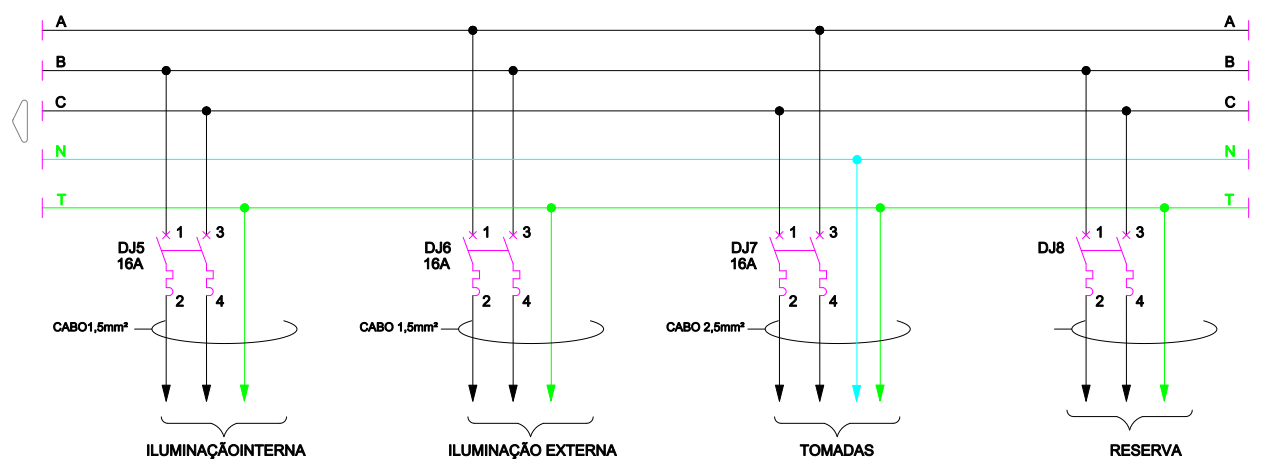 A A
B B
C C
N N
T T
1 3 1 3 1 3 1 3
DJ5 DJ6 DJ7 DJ8
16A 16A 16A
2 4 2 4 2 4 2 4
CABO1,5mm² CABO 1,5mm² CABO 2,5mm²
ILUMINAÇÃOINTERNA ILUMINAÇÃO EXTERNA TOMADAS RESERVA